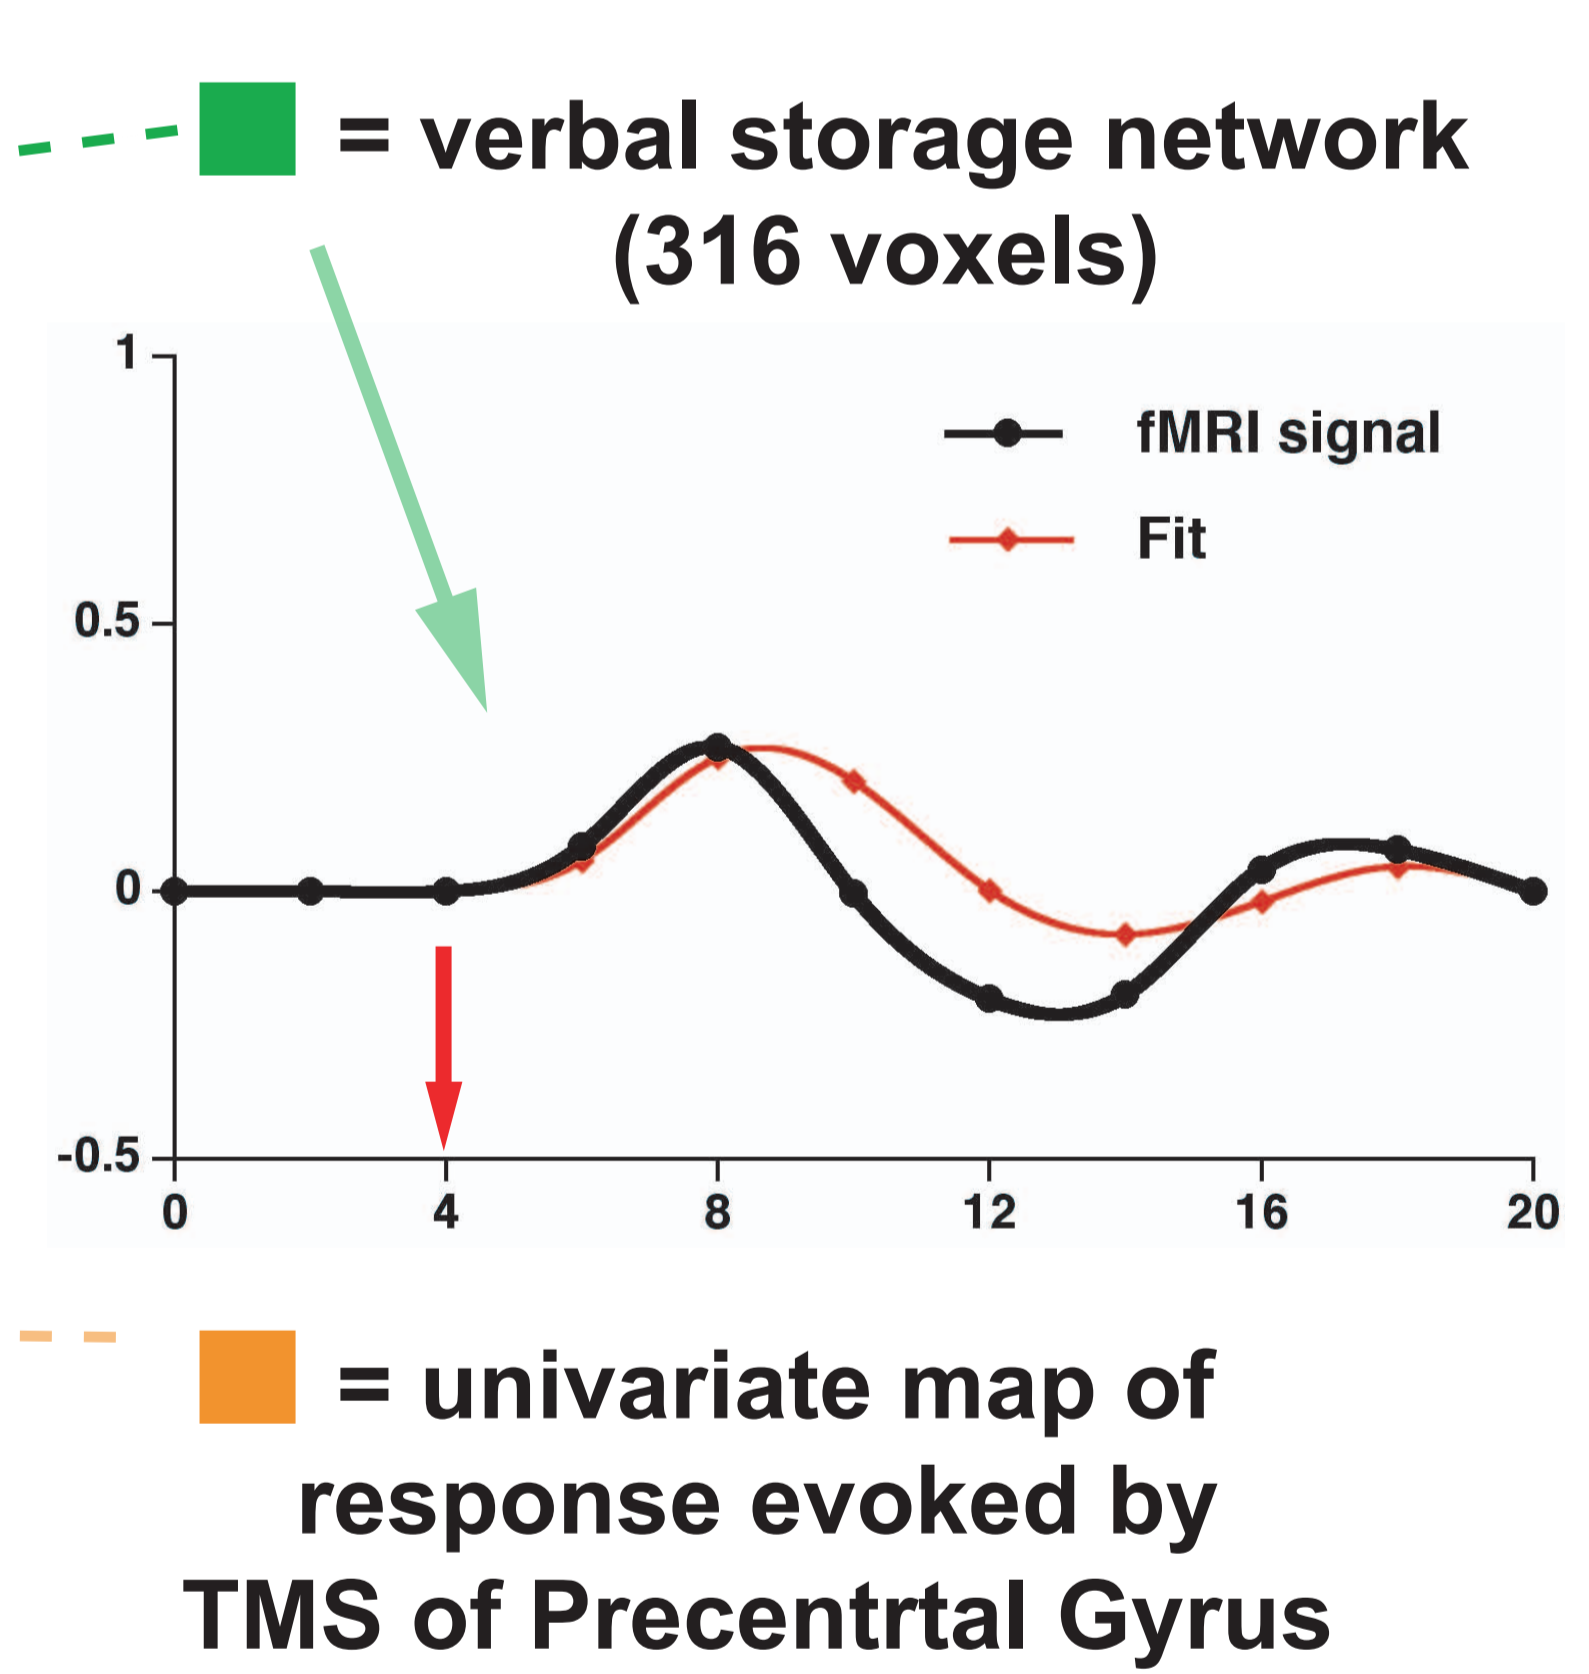 = verbal storage network
(316 voxels)
1
fMRI signal
Fit
0.5
0
-0.5
0 4 8 12 16 20
= univariate map of
response evoked by
TMS of Precentrtal Gyrus